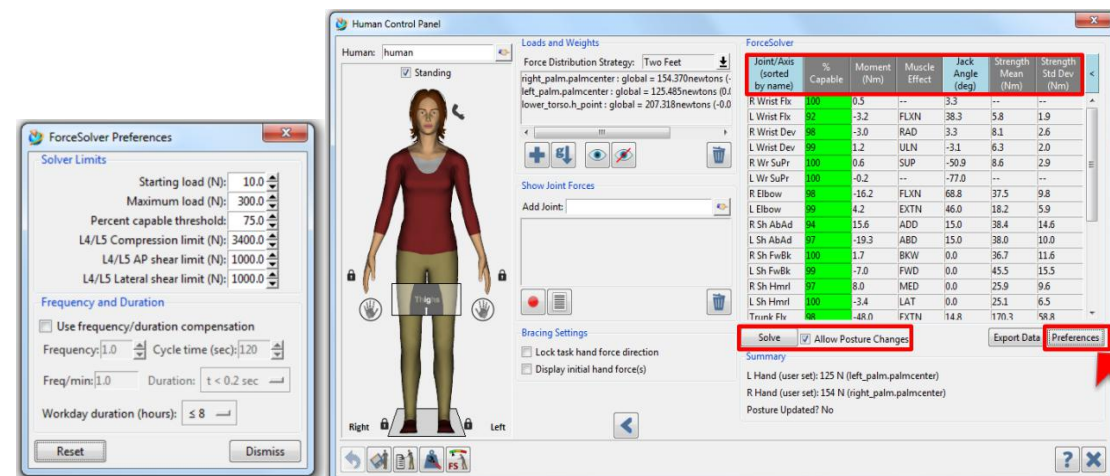 ForceSolver Preferences
Solver Limits
Starting load (N): 10.0
Maximum load (N): 300.0
Percent capable threshold: 75.0
L4/L5 Compression limit (N): 3400.0
L4/L5 AP shear limit (N): 1000.0
L4/L5 Lateral shear limit (N): 1000.0
Frequency and Duration
Use frequency/duration compensation
Frequency: 1.0 Cycle time (sec): 120
Freq/min: 1.0 Duration: t < 0.2 sec
Workday duration (hours): ≤ 8
Reset Dismiss
Human Control Panel
Human: human
Standing
Thighs
Right Left
Loads and Weights
Force Distribution Strategy: Two Feet
right_palm.palmcenter : global = 154.370newtons (-
left_palm.palmcenter : global = 125.485newtons (0.(
lower_torso.h_point : global = 207.318newtons (-0.0
Show Joint Forces
Add Joint:
Bracing Settings
Lock task hand force direction
Display initial hand force(s)
ForceSolver
Joint/Axis (sorted by name) % Capable Moment (Nm) Muscle Effect Jack Angle (deg) Strength Mean (Nm) Strength Std Dev (Nm) <
R Wrist Flx 100 0.5 -- 3.3 -- --
L Wrist Flx 92 -3.2 FLXN 38.3 5.8 1.9
R Wrist Dev 98 -3.0 RAD 3.3 8.1 2.6
L Wrist Dev 99 1.2 ULN -3.1 6.3 2.0
R Wr SuPr 100 0.6 SUP -50.9 8.6 2.9
L Wr SuPr 100 -0.2 -- -77.0 -- --
R Elbow 98 -16.2 FLXN 68.8 37.5 9.8
L Elbow 99 4.2 EXTN 46.0 18.2 5.9
R Sh AbAd 94 15.6 ADD 15.0 38.4 14.6
L Sh AbAd 97 -19.3 ABD 15.0 38.0 10.0
R Sh FwBk 100 1.7 BKW 0.0 36.7 11.6
L Sh FwBk 99 -7.0 FWD 0.0 45.5 15.5
R Sh Hmrl 97 8.0 MED 0.0 25.9 9.6
L Sh Hmrl 100 -3.4 LAT 0.0 25.1 6.5
Trunk Flx 98 -48.0 EXTN 14.8 170.3 58.8
Solve Allow Posture Changes Export Data Preferences
Summary
L Hand (user set): 125 N (left_palm.palmcenter)
R Hand (user set): 154 N (right_palm.palmcenter)
Posture Updated? No
FS